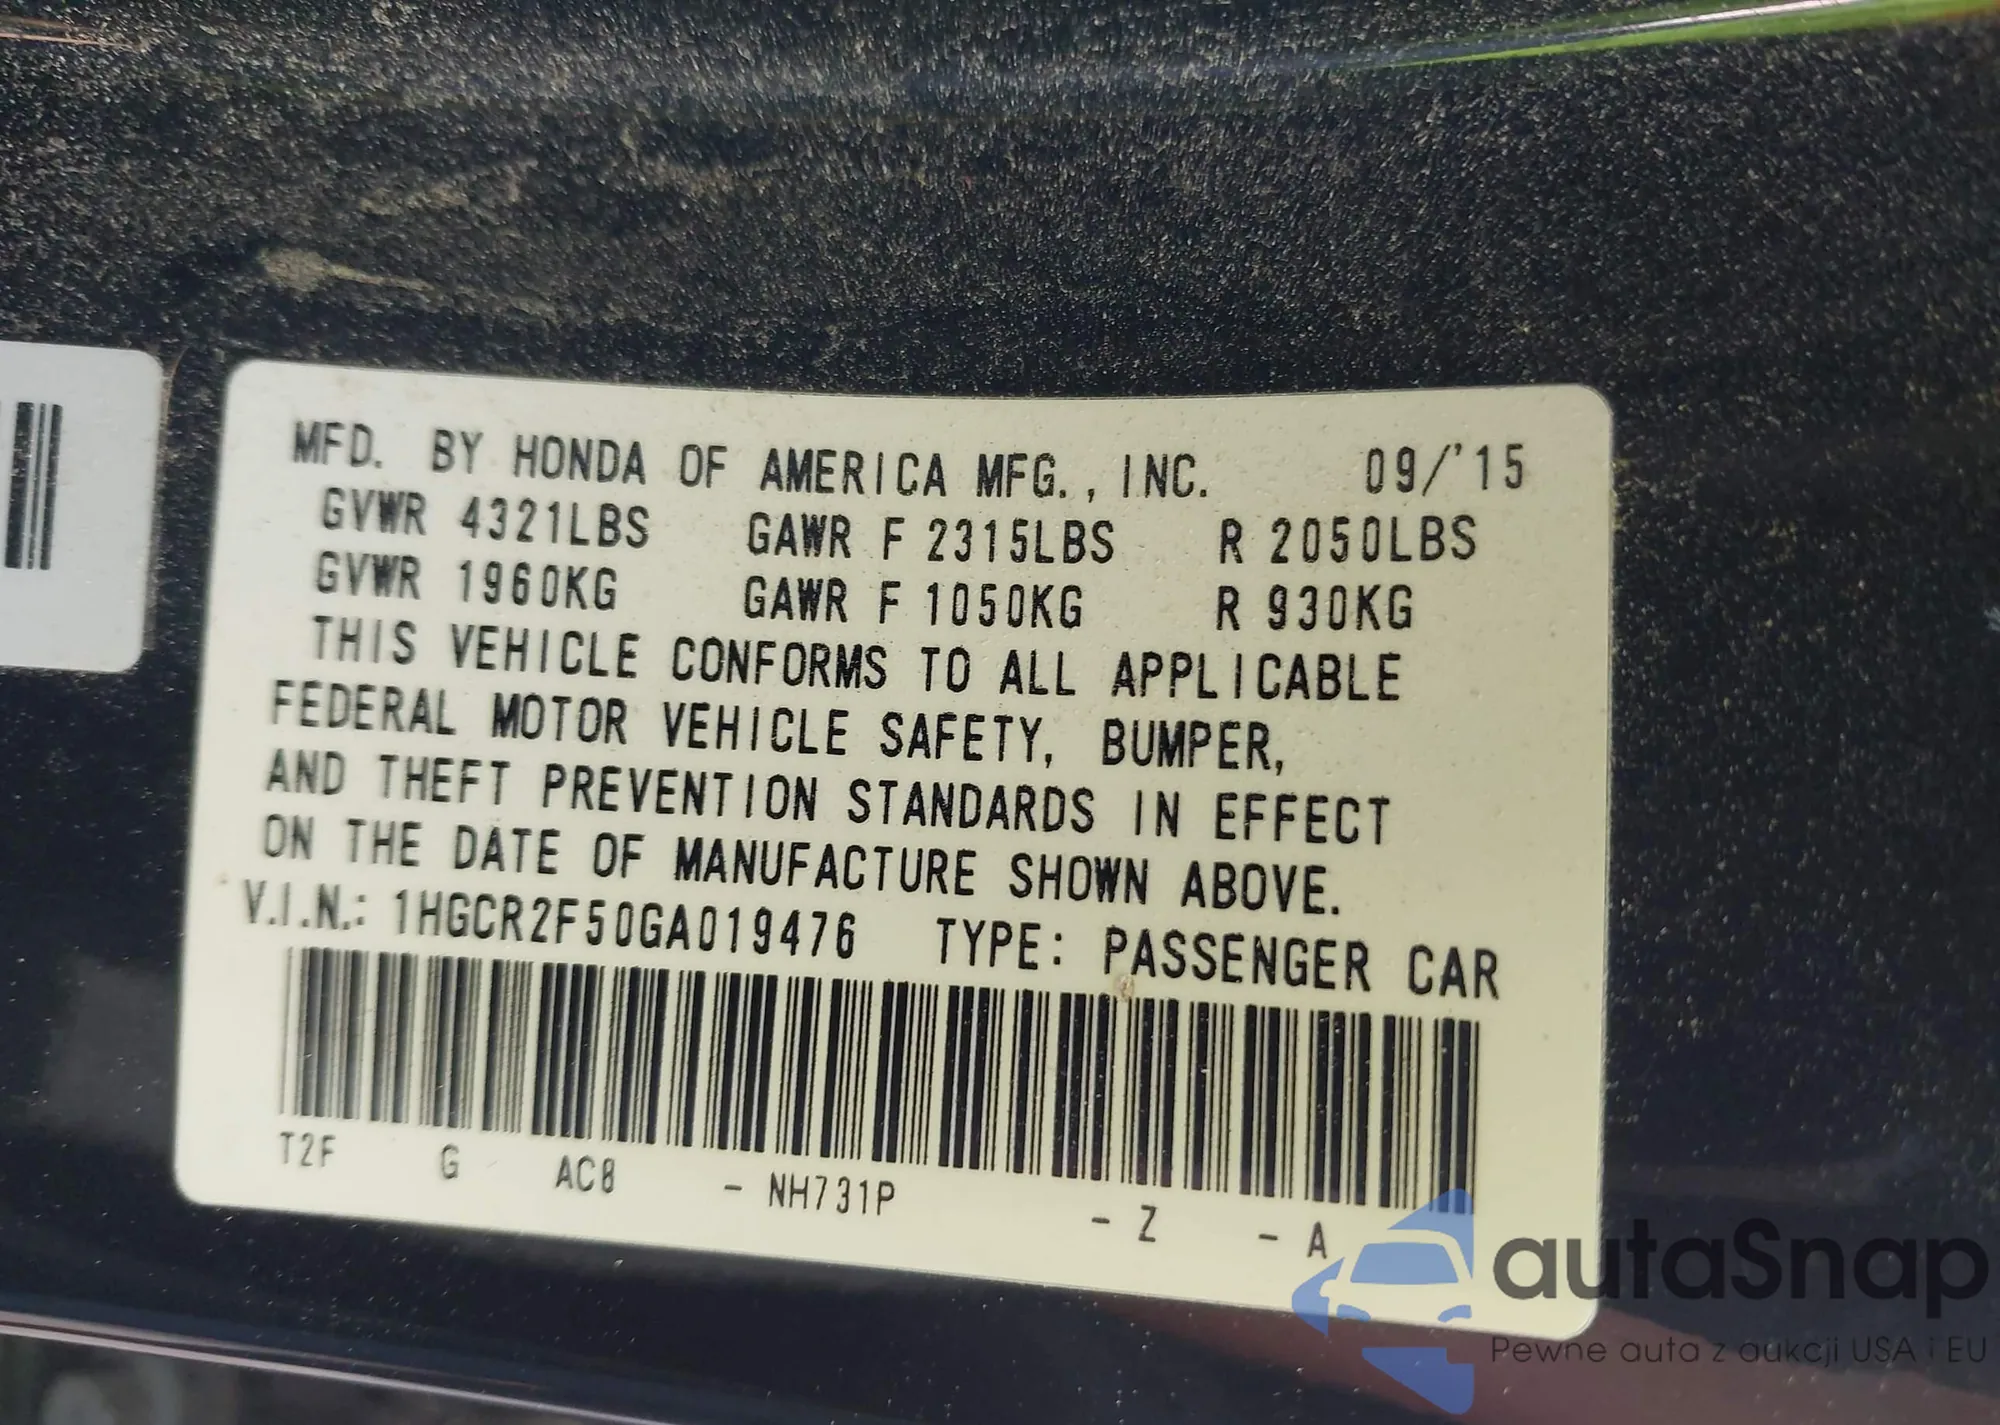 MFD. BY HONDA OF AMERICA MFG., INC. 09/'15
GVWR 4321LBS GAWR F 2315LBS R 2050LBS
GVWR 1960KG GAWR F 1050KG R 930KG
THIS VEHICLE CONFORMS TO ALL APPLICABLE
FEDERAL MOTOR VEHICLE SAFETY, BUMPER,
AND THEFT PREVENTION STANDARDS IN EFFECT
ON THE DATE OF MANUFACTURE SHOWN ABOVE.
V.I.N.: 1HGCR2F50GA019476 TYPE: PASSENGER CAR
T2F G AC8 - NH731P - Z - A
autaSnap
Pewne auta z aukcji USA i EU